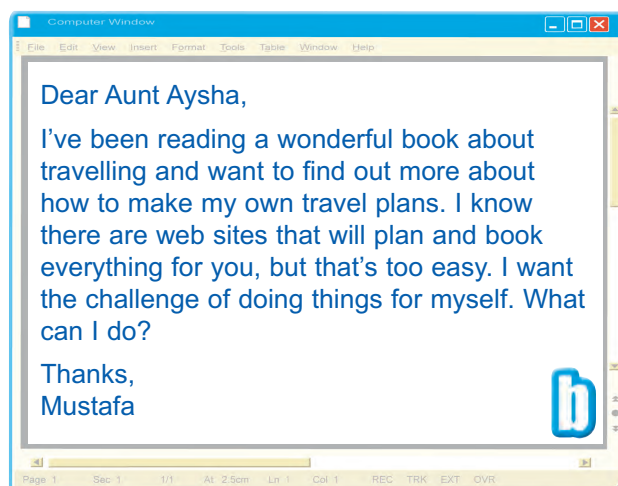 Computer Window
File Edit View Insert Format Tools Table Window Help
Dear Aunt Aysha,
I've been reading a wonderful book about
travelling and want to find out more about
how to make my own travel plans. I know
there are web sites that will plan and book
everything for you, but that's too easy. I want
the challenge of doing things for myself. What
can I do?
Thanks,
Mustafa
b
Page 1 Sec 1 1/1 At 2.5cm Ln 1 Col 1 REC TRK EXT OVR